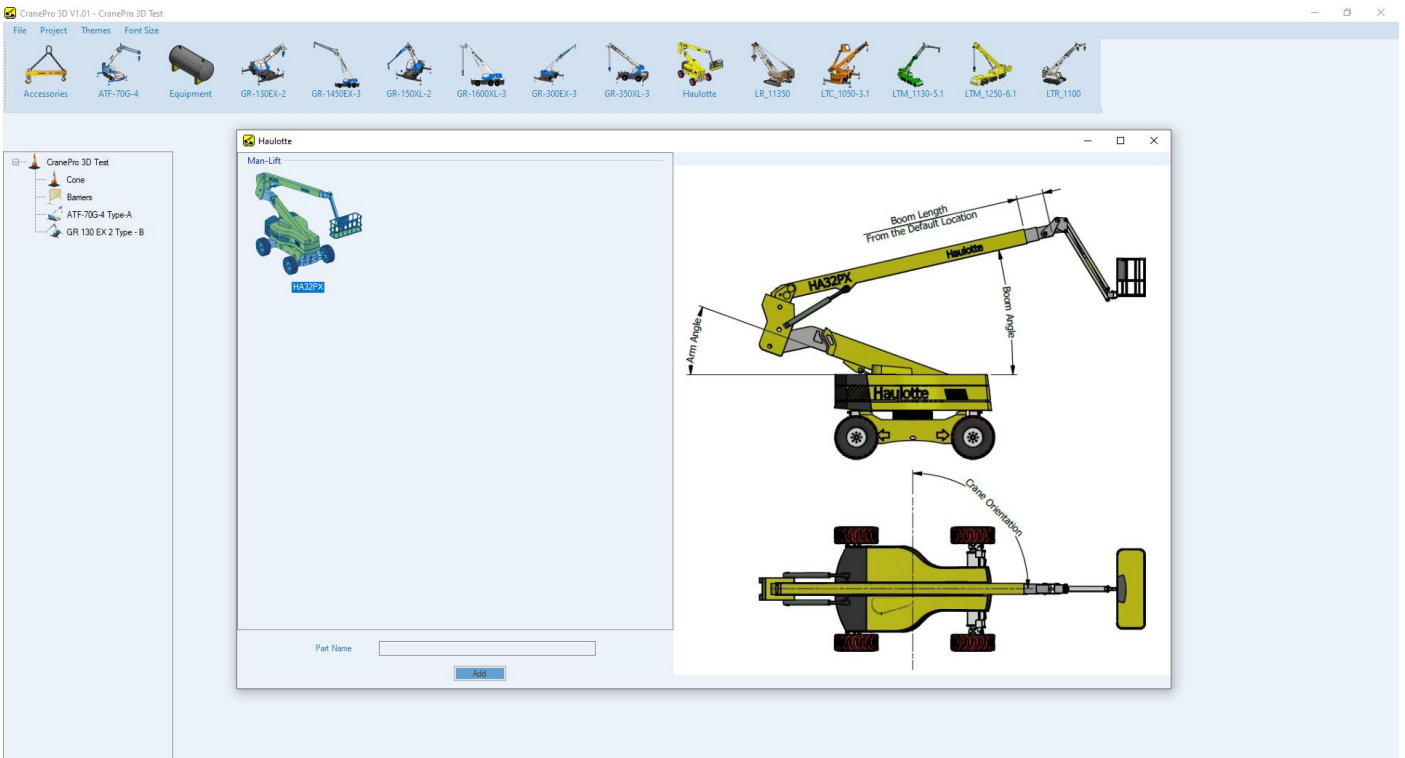 CranePro 3D V1.01 - CranePro 3D Test
File Project Themes Font Size
Accessories ATF-70G-4 Equipment GR-130EX-2 GR-1450EX-3 GR-150XL-2 GR-1600XL-3 GR-300EX-3 GR-350XL-3 Haulotte LR_11350 LTC_1050-3.1 LTM_1130-5.1 LTM_1250-6.1 LTR_1100
CranePro 3D Test
Cone
Barriers
ATF-70G-4 Type-A
GR 130 EX 2 Type - B
Haulotte
Man-Lift
HA32PX
Part Name
Add
Boom Length
From the Default Location
Haulotte
HA32PX
Boom Angle
Arm Angle
Haulotte
Crane Orientation